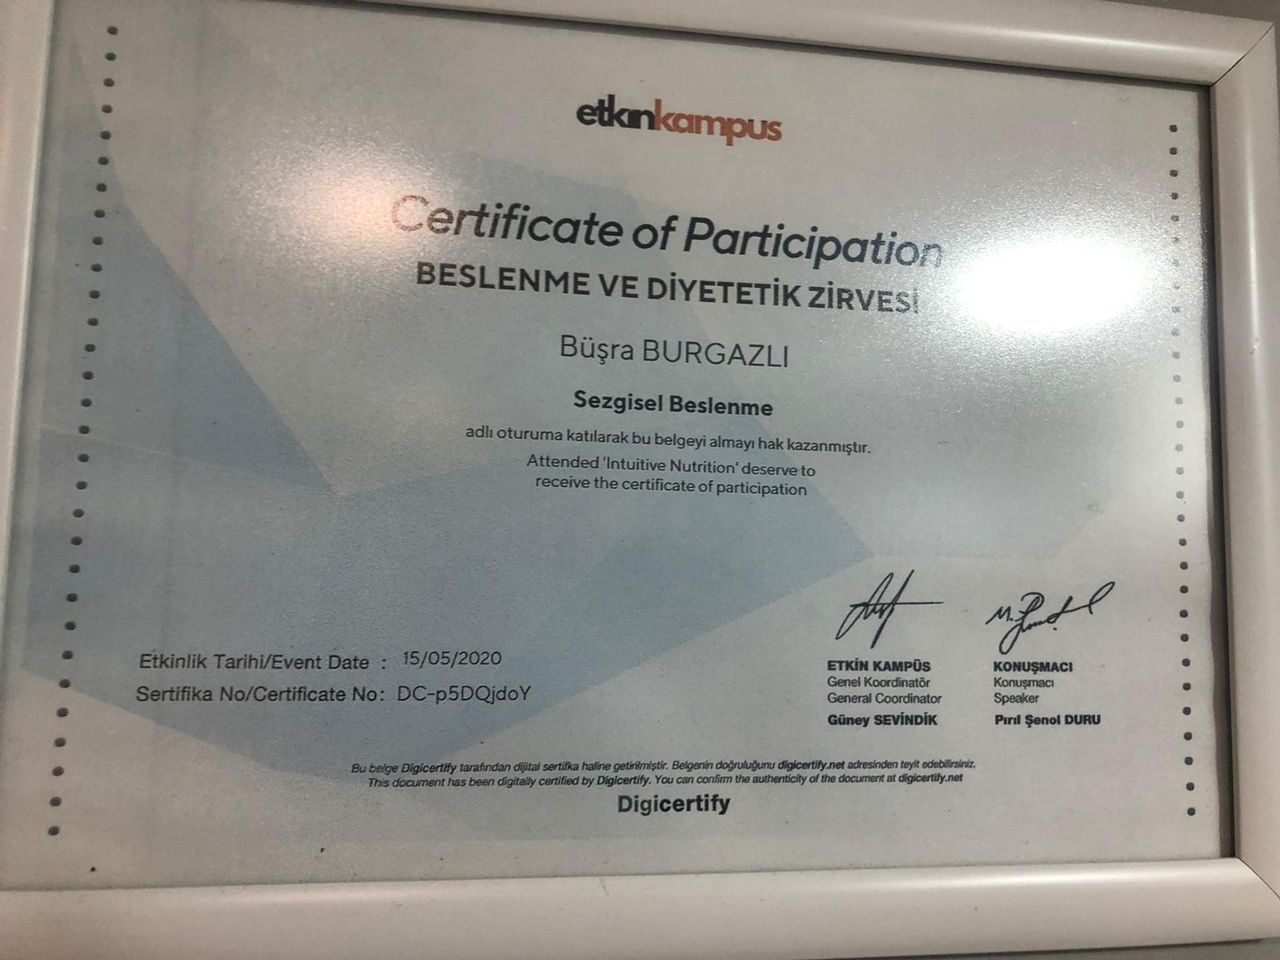 etkinkampus
Certificate of Participation
BESLENME VE DİYETETİK ZİRVESİ
Büşra BURGAZLI
Sezgisel Beslenme
adlı oturuma katılarak bu belgeyi almayı hak kazanmıştır.
Attended 'Intuitive Nutrition' deserve to
receive the certificate of participation
Etkinlik Tarihi/Event Date : 15/05/2020
Sertifika No/Certificate No: DC-p5DQjdoY
ETKİN KAMPÜS
Genel Koordinatör
General Coordinator
Güney SEVİNDİK
KONUŞMACI
Konuşmacı
Speaker
Pırıl Şenol DURU
Bu belge Digicertify tarafından dijital sertifka haline getirilmiştir. Belgenin doğruluğunu digicertify.net adresinden teyit edebilirsiniz.
This document has been digitally certified by Digicertify. You can confirm the authenticity of the document at digicertify.net
Digicertify